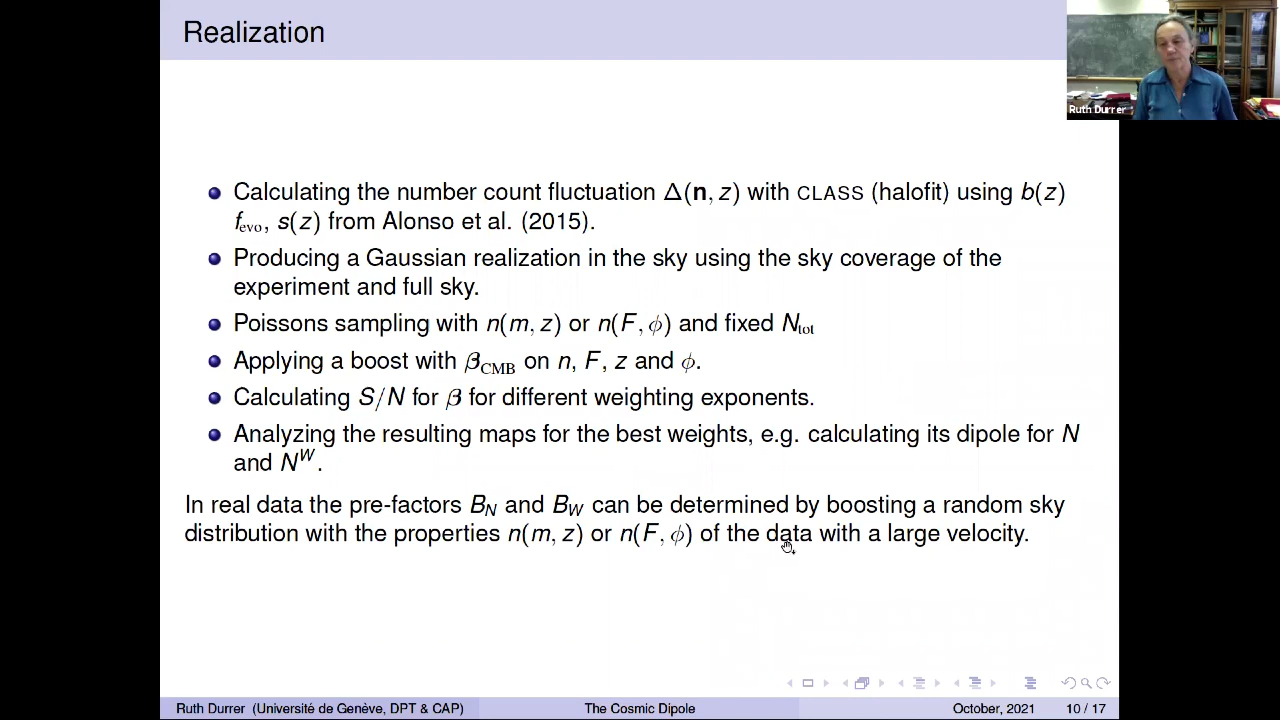 Realization
Ruth Durrer
Calculating the number count fluctuation Δ(n, z) with CLASS (halofit) using b(z)
f_evo, s(z) from Alonso et al. (2015).
Producing a Gaussian realization in the sky using the sky coverage of the
experiment and full sky.
Poissons sampling with n(m, z) or n(F, ϕ) and fixed N_tot
Applying a boost with β_CMB on n, F, z and ϕ.
Calculating S/N for β for different weighting exponents.
Analyzing the resulting maps for the best weights, e.g. calculating its dipole for N
and N^W.
In real data the pre-factors B_N and B_W can be determined by boosting a random sky
distribution with the properties n(m, z) or n(F, ϕ) of the data with a large velocity.
Ruth Durrer (Université de Genève, DPT & CAP) The Cosmic Dipole October, 2021 10 / 17